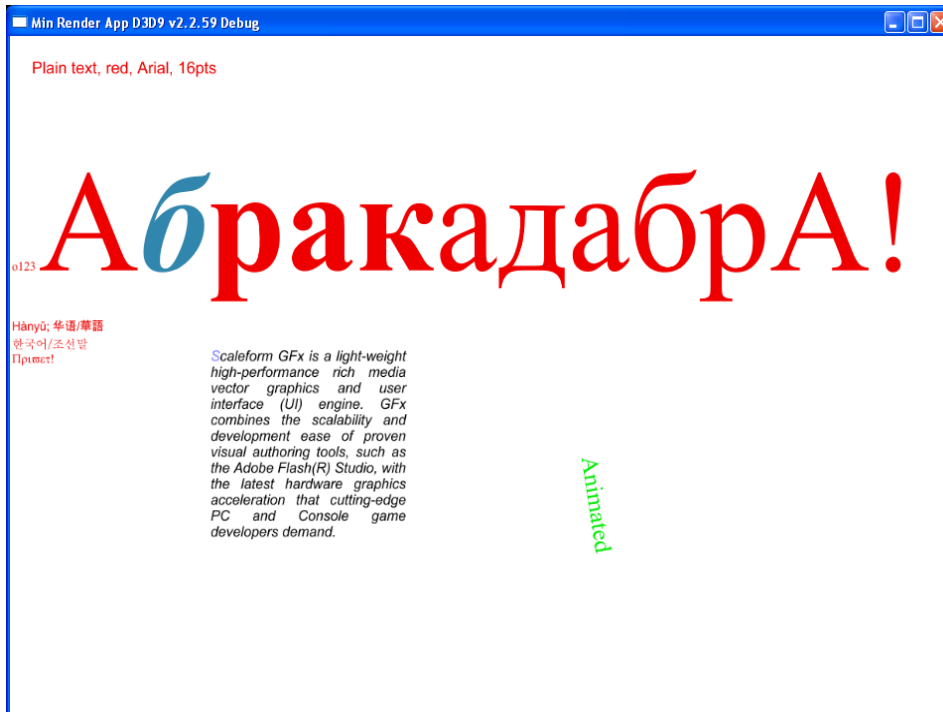 Min Render App D3D9 v2.2.59 Debug
Plain text, red, Arial, 16pts
o123 АбракадабрА!
Hànyǔ; 华语/華語
한국어/조선말
Πριϖετ!
Scaleform GFx is a light-weight
high-performance rich media
vector graphics and user
interface (UI) engine. GFx
combines the scalability and
development ease of proven
visual authoring tools, such as
the Adobe Flash(R) Studio, with
the latest hardware graphics
acceleration that cutting-edge
PC and Console game
developers demand.
Animated